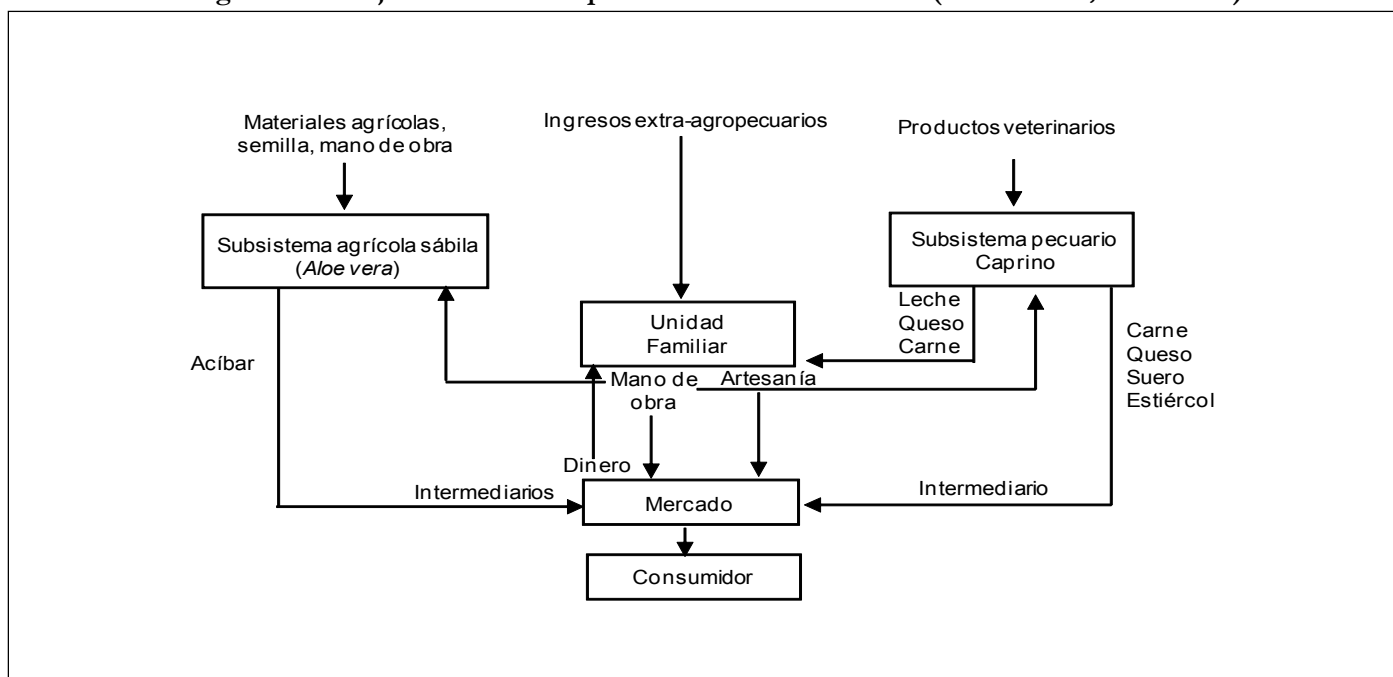 Materiales agrícolas,
semilla, mano de obra
Ingresos extra-agropecuarios
Productos veterinarios
Subsistema agrícola sábila
(Aloe vera)
Subsistema pecuario
Caprino
Leche
Queso
Carne
Unidad
Familiar
Carne
Queso
Suero
Estiércol
Acíbar
Mano de
obra
Artesanía
Dinero
Intermediarios
Intermediario
Mercado
Consumidor